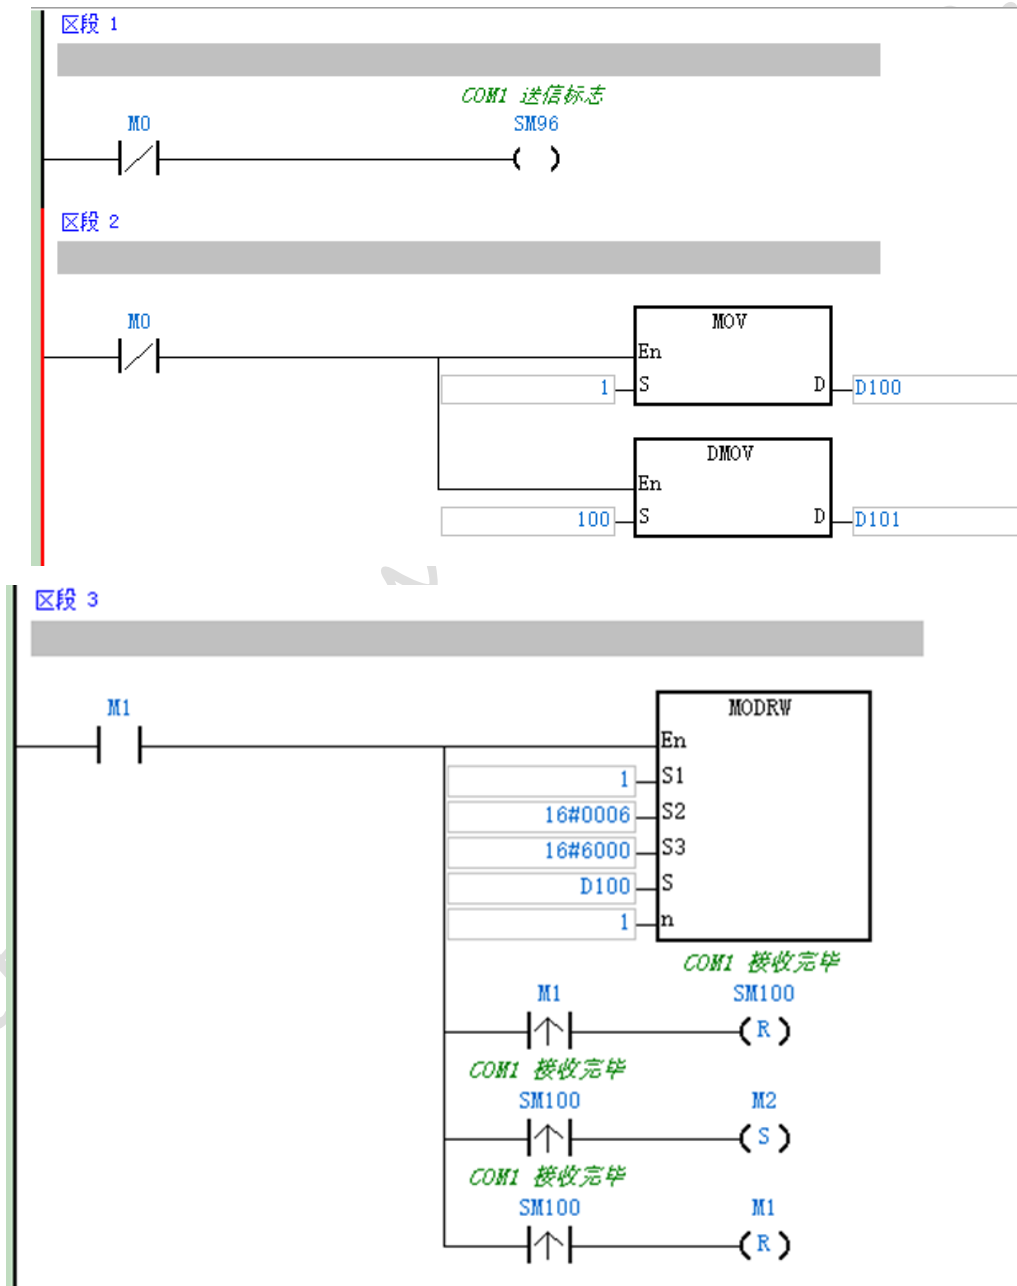 区段 1
COM1 送信标志
M0 SM96
区段 2
M0 MOV
En
1 S D D100
DMOV
En
100 S D D101
区段 3
M1 MODRW
En
1 S1
16#0006 S2
16#6000 S3
D100 S
1 n
COM1 接收完毕
M1 SM100
R
COM1 接收完毕
SM100 M2
S
COM1 接收完毕
SM100 M1
R